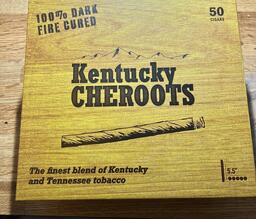 100% DARK
FIRE CURED
50
CIGARS
Kentucky
CHEROOTS
The finest blend of Kentucky
and Tennessee tobacco
5.5"